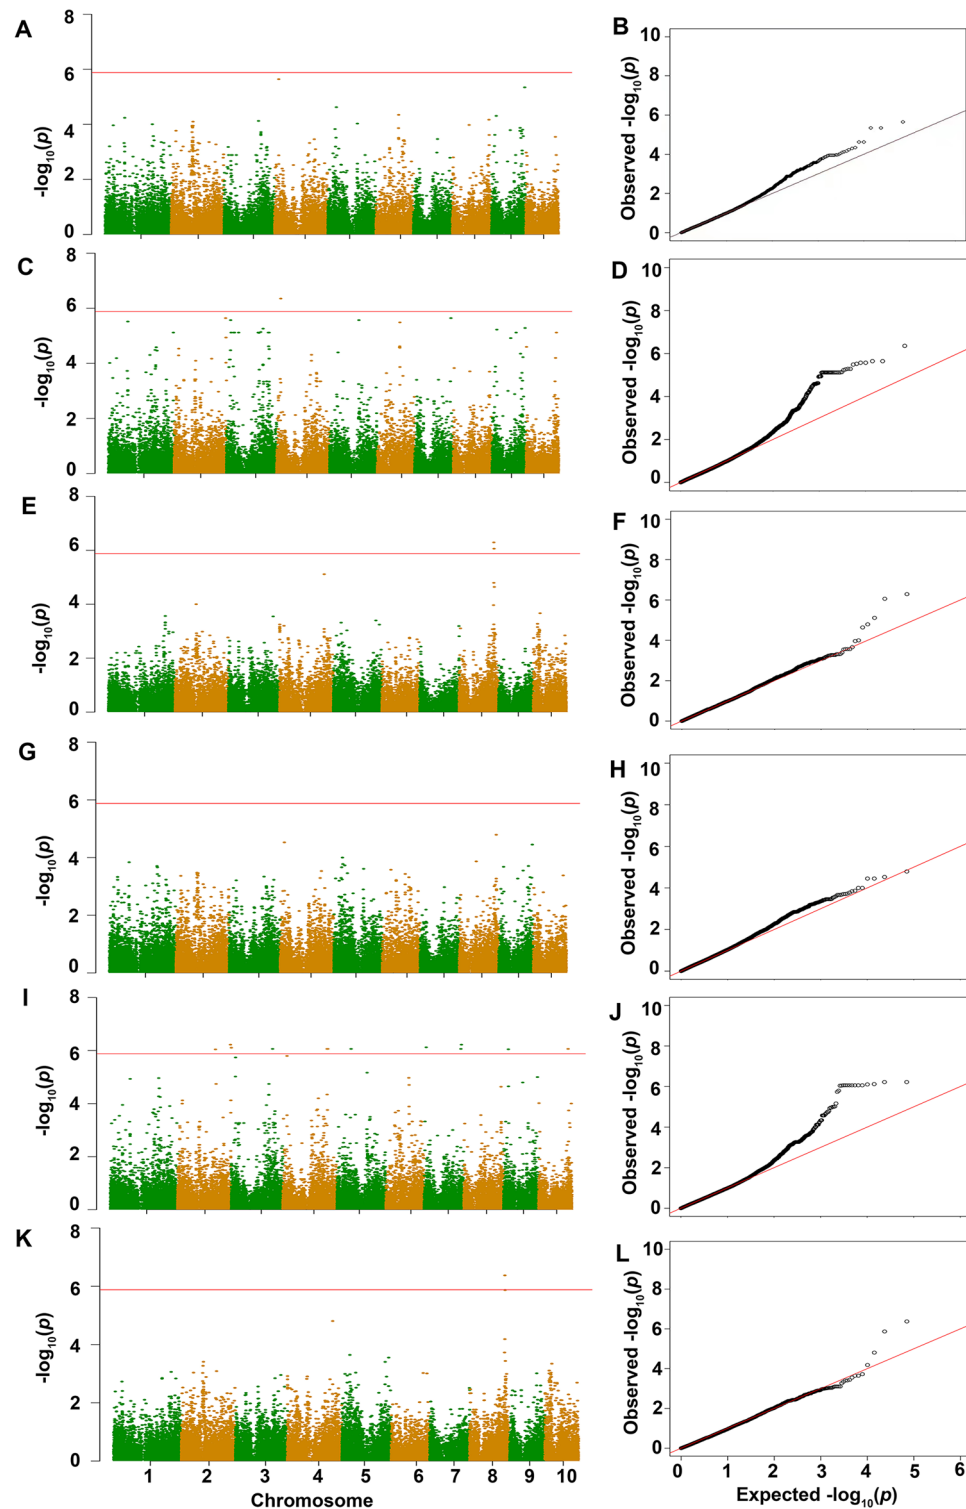 A
8
6
4
2
0
-log10(p)
B
10
8
6
4
2
0
Observed -log10(p)
C
8
6
4
2
0
-log10(p)
D
10
8
6
4
2
0
Observed -log10(p)
E
8
6
4
2
0
-log10(p)
F
10
8
6
4
2
0
Observed -log10(p)
G
8
6
4
2
0
-log10(p)
H
10
8
6
4
2
0
Observed -log10(p)
I
8
6
4
2
0
-log10(p)
J
10
8
6
4
2
0
Observed -log10(p)
K
8
6
4
2
0
-log10(p)
1 2 3 4 5 6 7 8 9 10
Chromosome
L
10
8
6
4
2
0
Observed -log10(p)
0 1 2 3 4 5 6
Expected -log10(p)